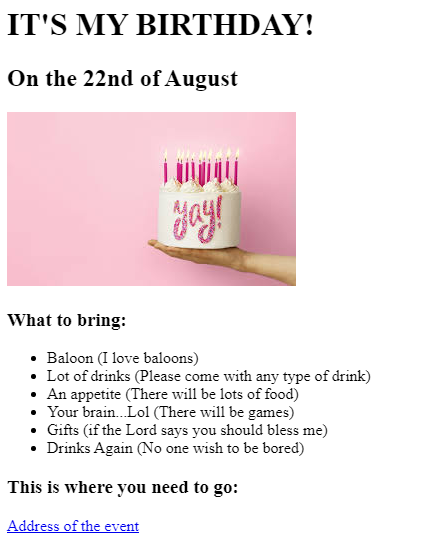 IT'S MY BIRTHDAY!
On the 22nd of August
yay!
What to bring:
Baloon (I love baloons)
Lot of drinks (Please come with any type of drink)
An appetite (There will be lots of food)
Your brain...Lol (There will be games)
Gifts (if the Lord says you should bless me)
Drinks Again (No one wish to be bored)
This is where you need to go:
Address of the event